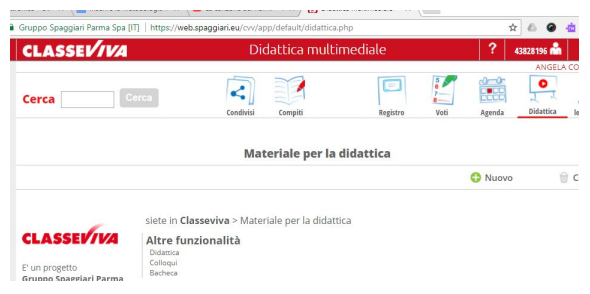 Gruppo Spaggiari Parma Spa [IT] | https://web.spaggiari.eu/cvv/app/default/didattica.php
CLASSEVIVA Didattica multimediale ? 43828196
ANGELA CO
Cerca Cerca
Condivisi Compiti Registro Voti Agenda Didattica
Materiale per la didattica
Nuovo C
siete in Classeviva > Materiale per la didattica
CLASSEVIVA
Altre funzionalità
Didattica
Colloqui
Bacheca
E' un progetto
Gruppo Spaggiari Parma